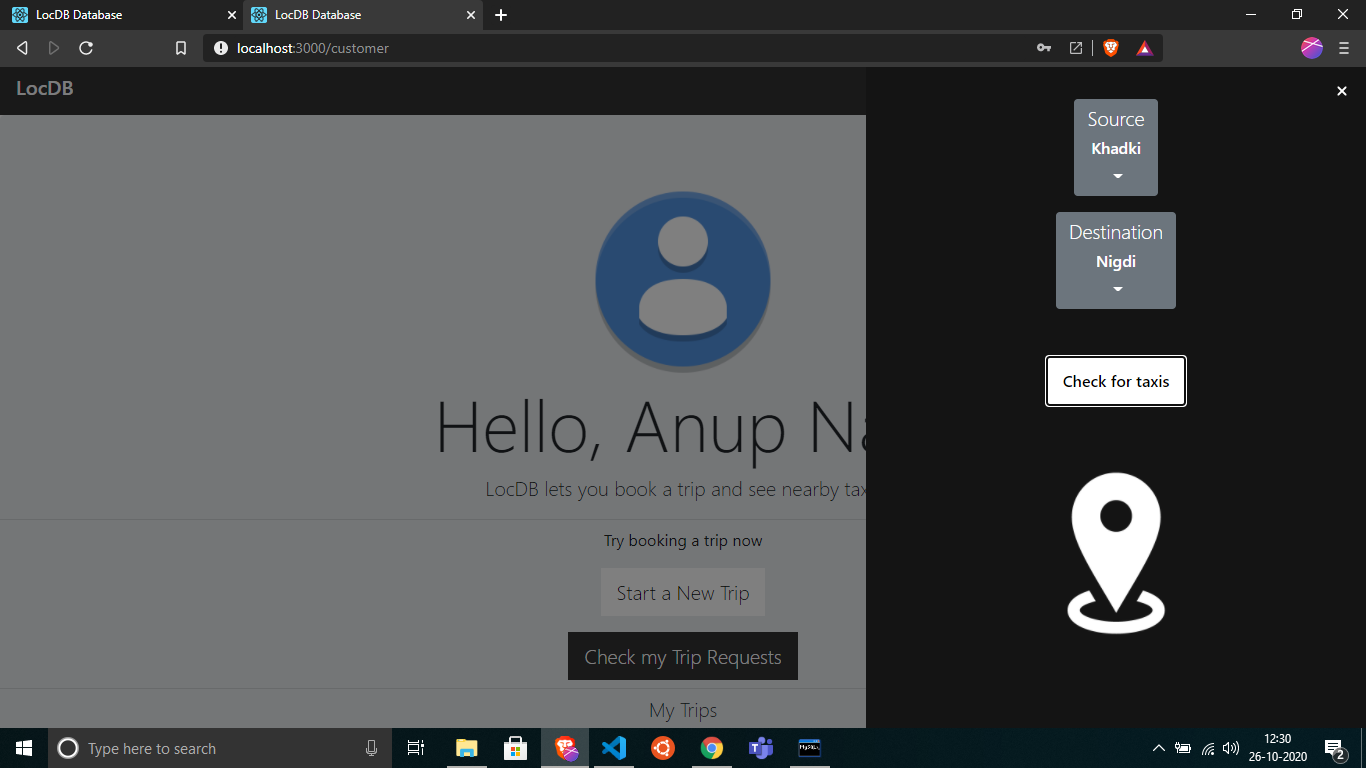 LocDB Database
LocDB Database
localhost:3000/customer
LocDB
Source
Khadki
Destination
Nigdi
Check for taxis
Hello, Anup Na
LocDB lets you book a trip and see nearby tax
Try booking a trip now
Start a New Trip
Check my Trip Requests
My Trips
Type here to search
MySQL
12:30
26-10-2020
2